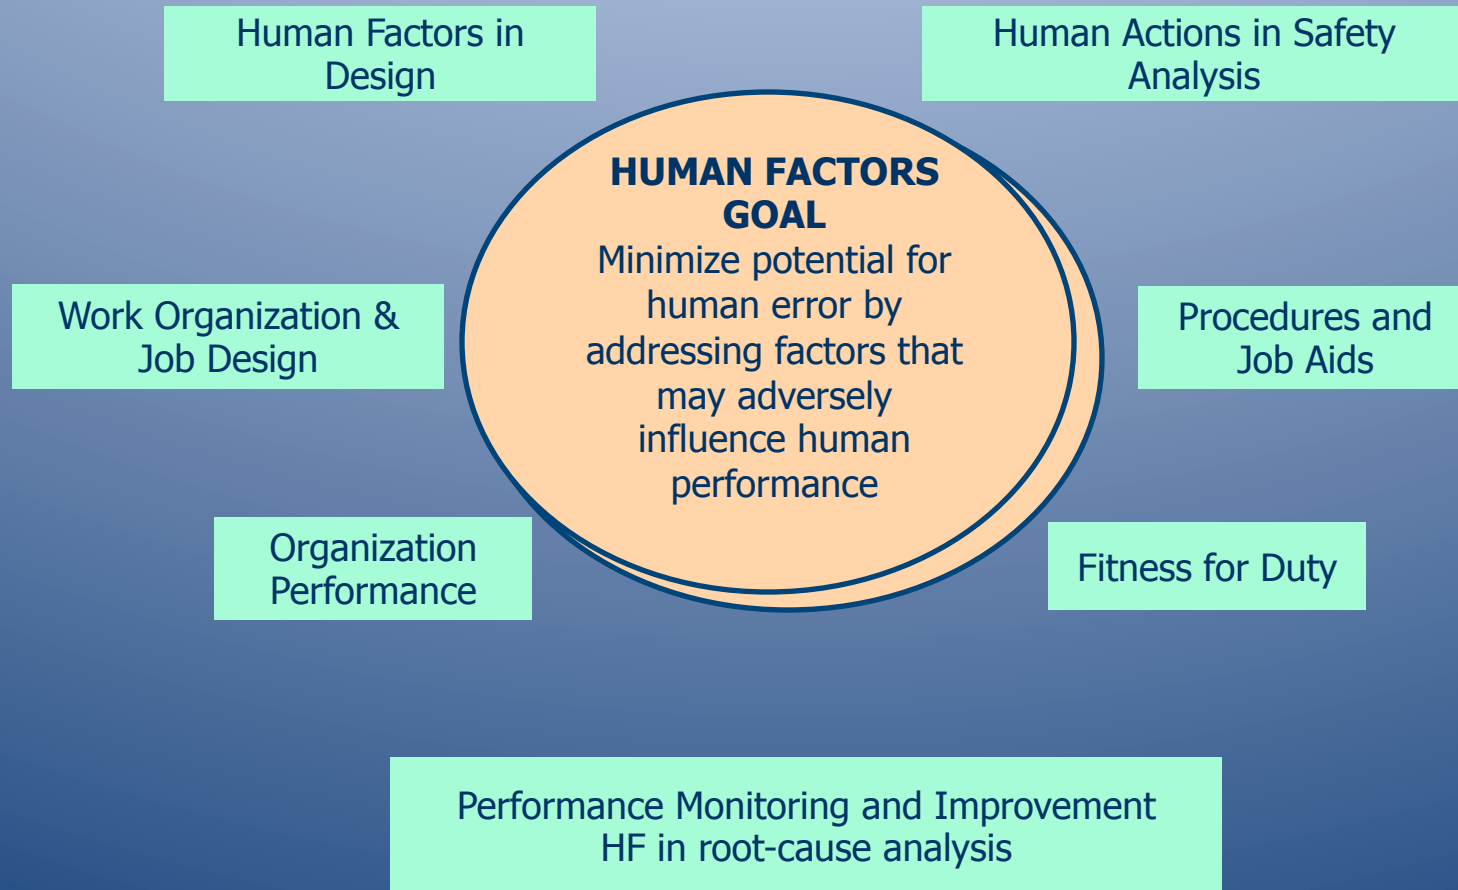 Human Factors in
Design
Human Actions in Safety
Analysis
HUMAN FACTORS
GOAL
Minimize potential for
human error by
addressing factors that
may adversely
influence human
performance
Work Organization &
Job Design
Procedures and
Job Aids
Organization
Performance
Fitness for Duty
Performance Monitoring and Improvement
HF in root-cause analysis